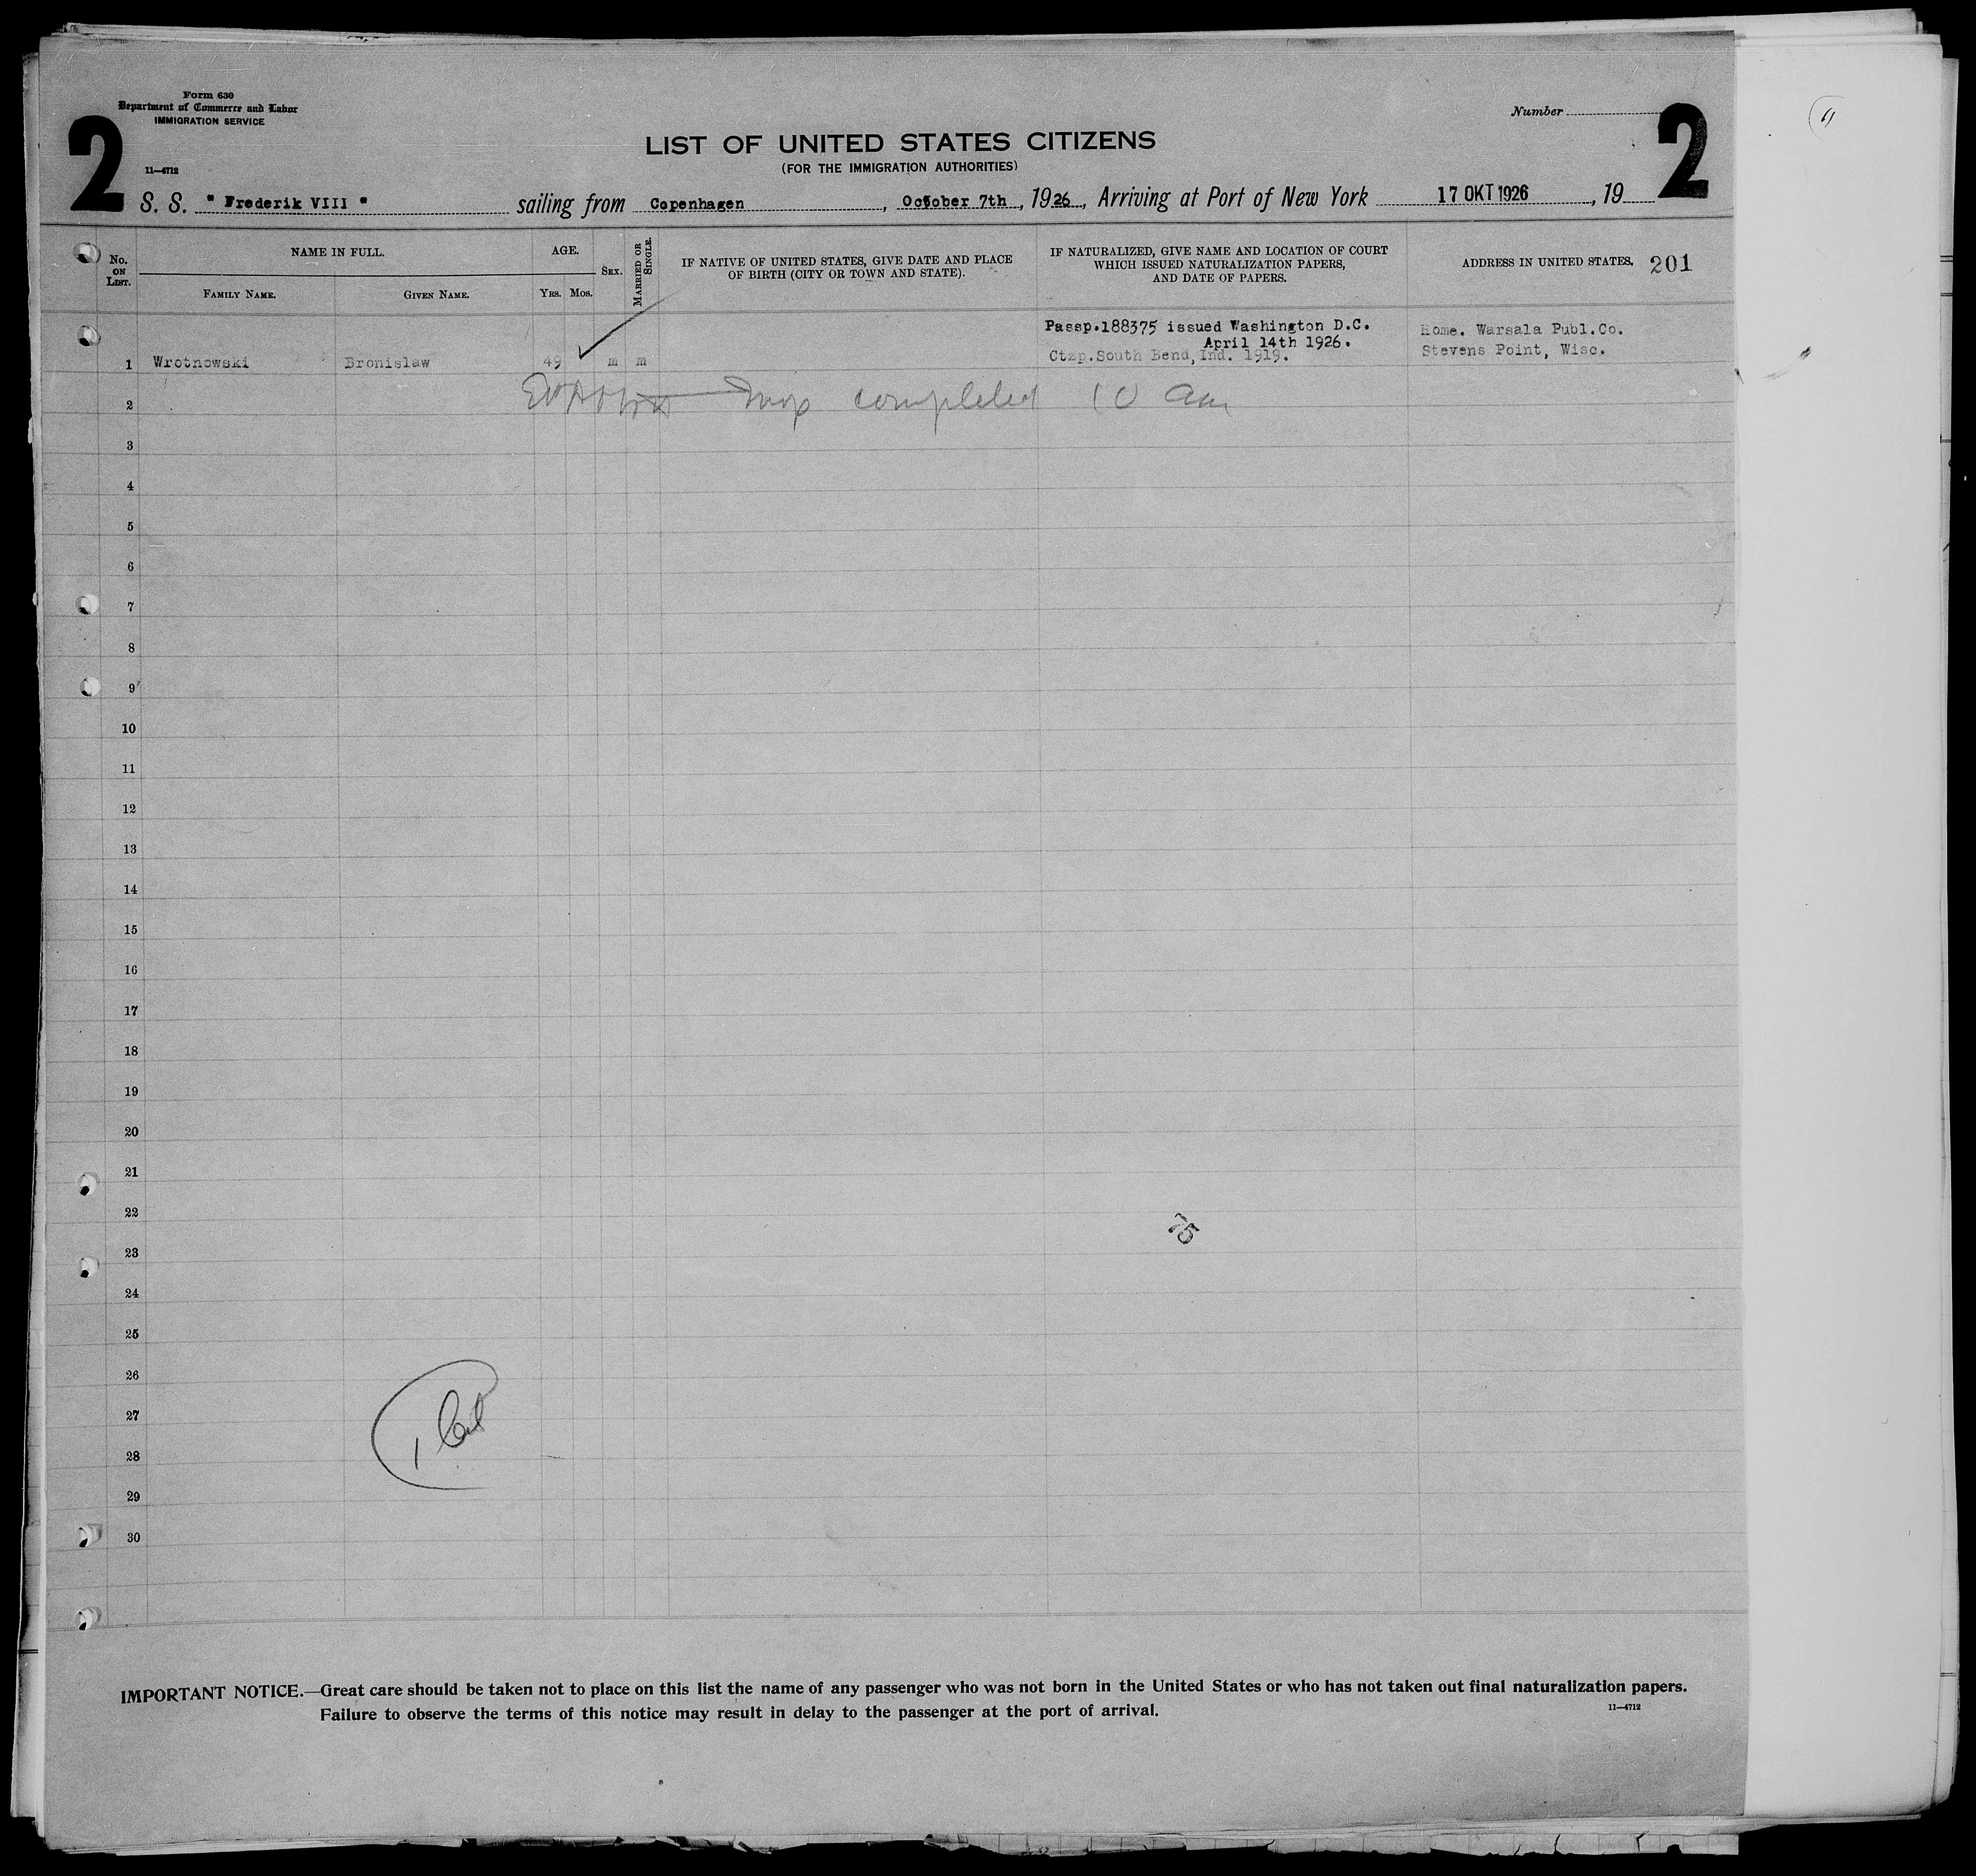 Form 630
Department of Commerce and Labor
IMMIGRATION SERVICE
Number
2
2
LIST OF UNITED STATES CITIZENS
(FOR THE IMMIGRATION AUTHORITIES)
11—4712
S. S. " Frederik VIII " sailing from Copenhagen, October 7th, 1926, Arriving at Port of New York 17 OKT 1926, 19
No. ON LIST.
NAME IN FULL.
FAMILY NAME.
GIVEN NAME.
AGE.
YRS. MOS.
SEX.
MARRIED OR SINGLE.
IF NATIVE OF UNITED STATES, GIVE DATE AND PLACE
OF BIRTH (CITY OR TOWN AND STATE).
IF NATURALIZED, GIVE NAME AND LOCATION OF COURT
WHICH ISSUED NATURALIZATION PAPERS,
AND DATE OF PAPERS.
ADDRESS IN UNITED STATES. 201
Passp.188375 issued Washington D.C.
April 14th 1926.
Home. Warsala Publ.Co.
1 Wrotnowski Bronislaw 49 m m Ctzp.South Bend, Ind. 1919. Stevens Point, Wisc.
2 completed 10 am
3
4
5
6
7
8
9
10
11
12
13
14
15
16
17
18
19
20
21
22
75
23
24
25
26
27
1
28
29
30
IMPORTANT NOTICE.—Great care should be taken not to place on this list the name of any passenger who was not born in the United States or who has not taken out final naturalization papers.
Failure to observe the terms of this notice may result in delay to the passenger at the port of arrival.
11—4712